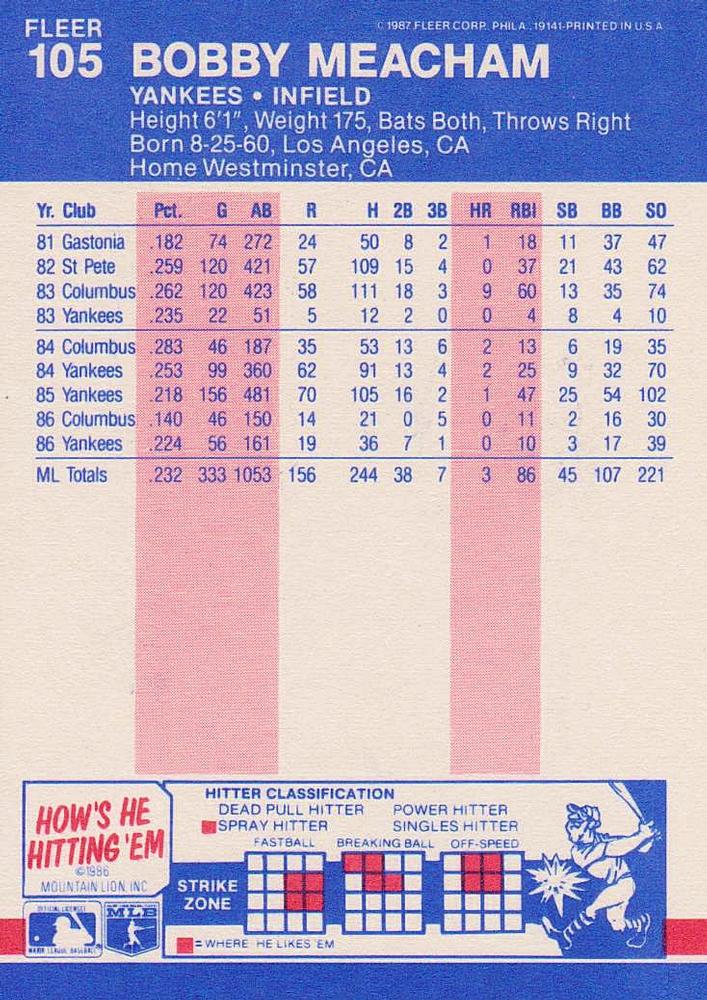 FLEER
© 1987 FLEER CORP. PHILA., 19141-PRINTED IN U.S.A
105 BOBBY MEACHAM
YANKEES • INFIELD
Height 6'1", Weight 175, Bats Both, Throws Right
Born 8-25-60, Los Angeles, CA
Home Westminster, CA
Yr. Club Pct. G AB R H 2B 3B HR RBI SB BB SO
81 Gastonia .182 74 272 24 50 8 2 1 18 11 37 47
82 St Pete .259 120 421 57 109 15 4 0 37 21 43 62
83 Columbus .262 120 423 58 111 18 3 9 60 13 35 74
83 Yankees .235 22 51 5 12 2 0 0 4 8 4 10
84 Columbus .283 46 187 35 53 13 6 2 13 6 19 35
84 Yankees .253 99 360 62 91 13 4 2 25 9 32 70
85 Yankees .218 156 481 70 105 16 2 1 47 25 54 102
86 Columbus .140 46 150 14 21 0 5 0 11 2 16 30
86 Yankees .224 56 161 19 36 7 1 0 10 3 17 39
ML Totals .232 333 1053 156 244 38 7 3 86 45 107 221
HOW'S HE
HITTING 'EM
©1986
MOUNTAIN LION, INC
HITTER CLASSIFICATION
DEAD PULL HITTER POWER HITTER
SPRAY HITTER SINGLES HITTER
FASTBALL BREAKING BALL OFF-SPEED
STRIKE
ZONE
= WHERE HE LIKES 'EM
OFFICIAL LICENSEE
MAJOR LEAGUE BASEBALL
MLB